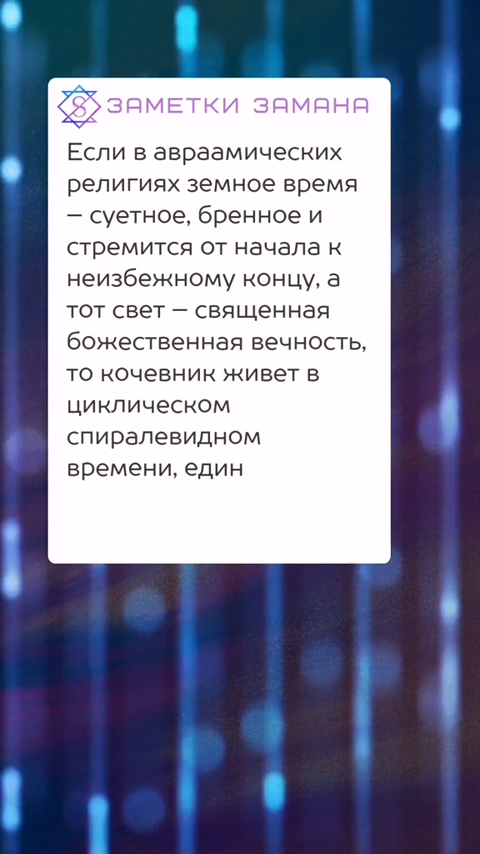 ЗАМЕТКИ ЗАМАНА
Если в авраамических
религиях земное время
– суетное, бренное и
стремится от начала к
неизбежному концу, а
тот свет – священная
божественная вечность,
то кочевник живет в
циклическом
спиралевидном
времени, един